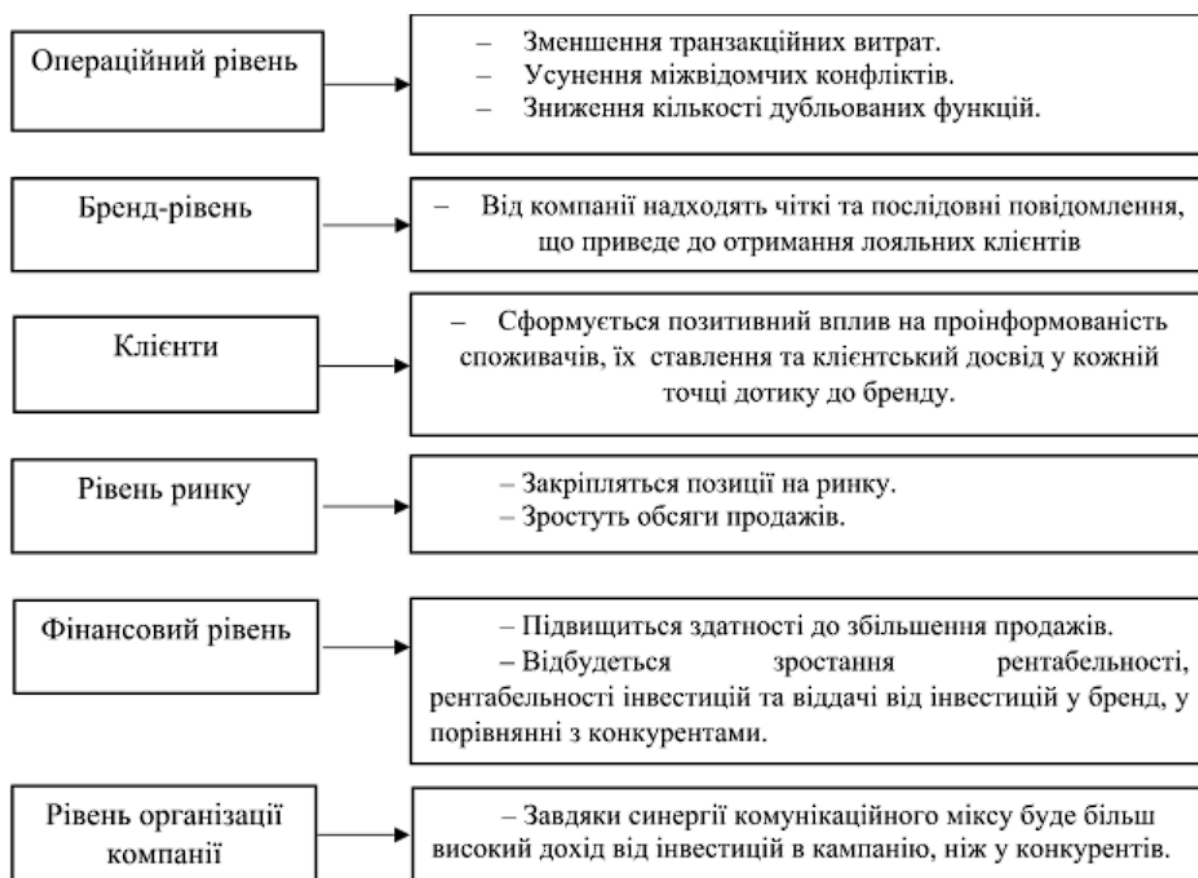 Операційний рівень
– Зменшення транзакційних витрат.
– Усунення міжвідомчих конфліктів.
– Зниження кількості дубльованих функцій.
Бренд-рівень
– Від компанії надходять чіткі та послідовні повідомлення,
що приведе до отримання лояльних клієнтів
Клієнти
– Сформується позитивний вплив на проінформованість
споживачів, їх ставлення та клієнтський досвід у кожній
точці дотику до бренду.
Рівень ринку
– Закріпляться позиції на ринку.
– Зростуть обсяги продажів.
Фінансовий рівень
– Підвищиться здатності до збільшення продажів.
– Відбудеться зростання рентабельності,
рентабельності інвестицій та віддачі від інвестицій у бренд, у
порівнянні з конкурентами.
Рівень організації
компанії
– Завдяки синергії комунікаційного міксу буде більш
високий дохід від інвестицій в кампанію, ніж у конкурентів.